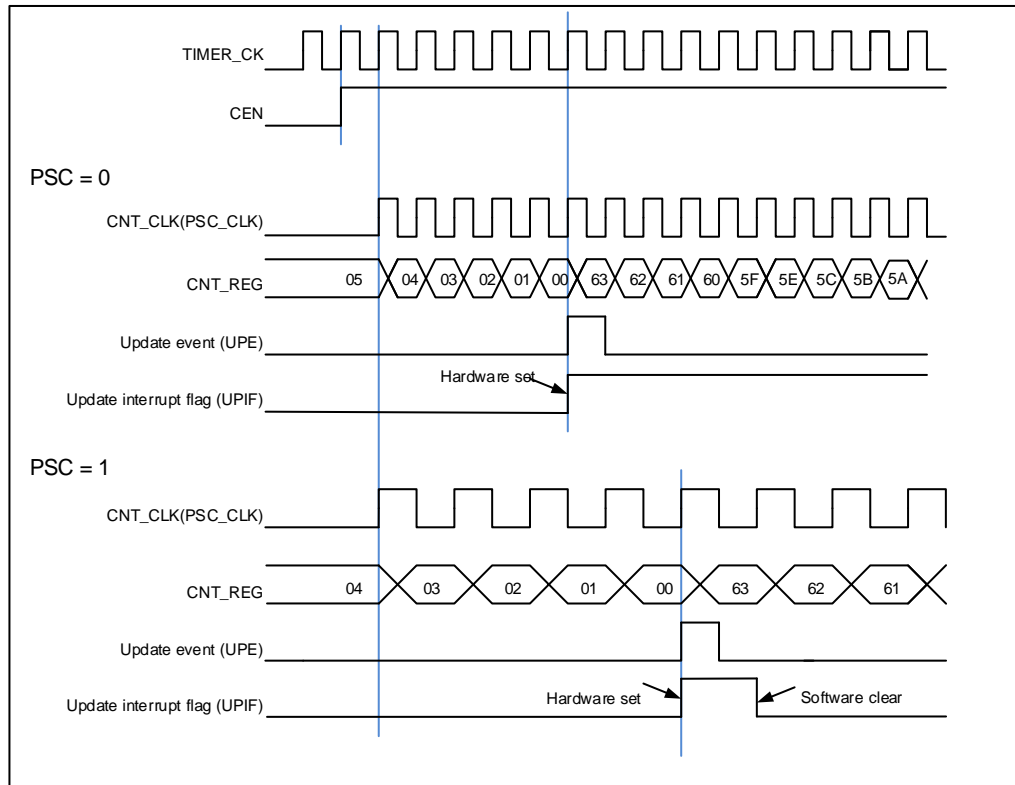 TIMER_CK
CEN
PSC = 0
CNT_CLK(PSC_CLK)
CNT_REG 05 04 03 02 01 00 63 62 61 60 5F 5E 5C 5B 5A
Update event (UPE)
Hardware set
Update interrupt flag (UPIF)
PSC = 1
CNT_CLK(PSC_CLK)
CNT_REG 04 03 02 01 00 63 62 61
Update event (UPE)
Update interrupt flag (UPIF) Hardware set Software clear